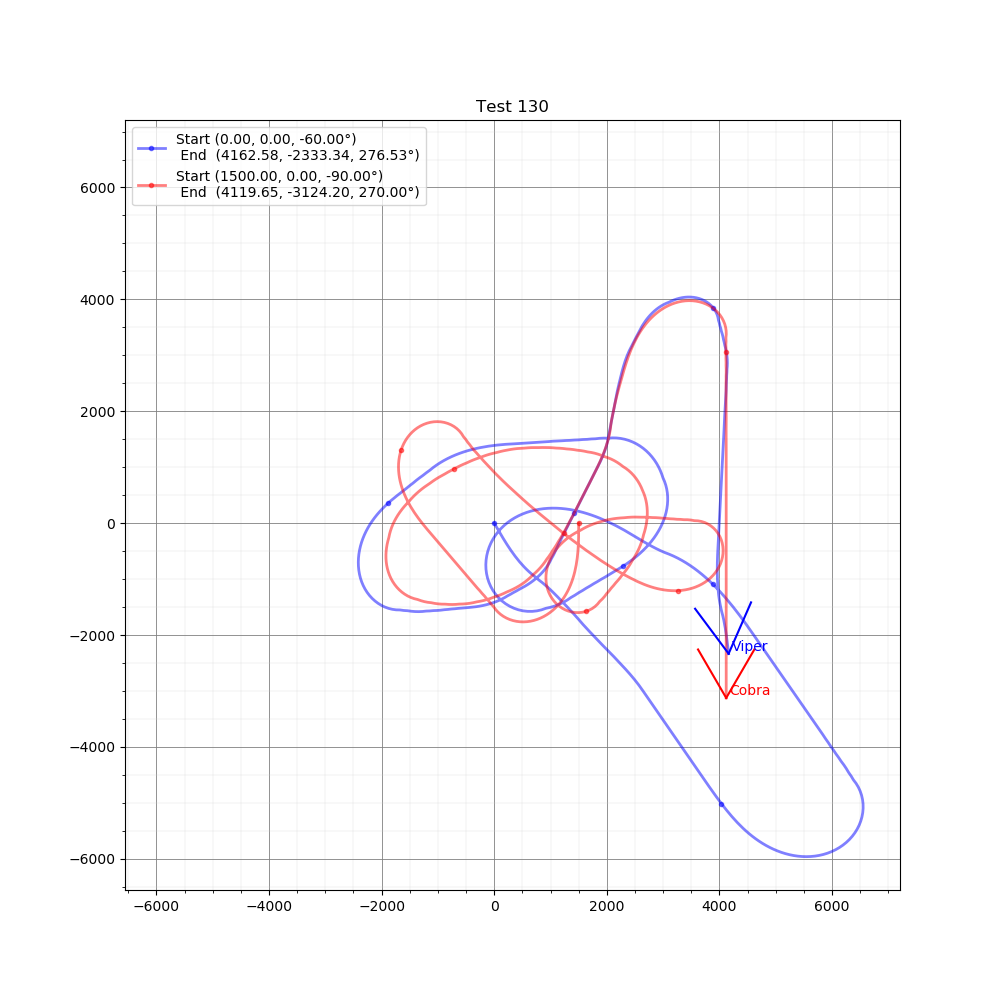 Test 130
Start (0.00, 0.00, -60.00°)
End (4162.58, -2333.34, 276.53°)
Start (1500.00, 0.00, -90.00°)
End (4119.65, -3124.20, 270.00°)
6000
4000
2000
0
−2000
−4000
−6000
Viper
Cobra
−6000 −4000 −2000 0 2000 4000 6000